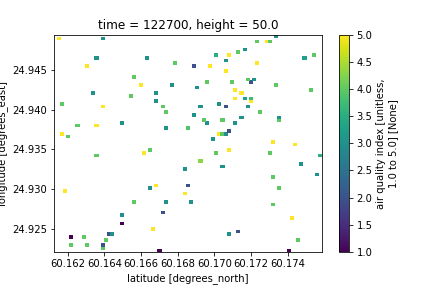 time = 122700, height = 50.0
24.945
24.940
24.935
24.930
24.925
longitude [degrees_east]
60.162 60.164 60.166 60.168 60.170 60.172 60.174
latitude [degrees_north]
5.0
4.5
4.0
3.5
3.0
2.5
2.0
1.5
1.0
air quality index [unitless,
1.0 to 5.0] [None]